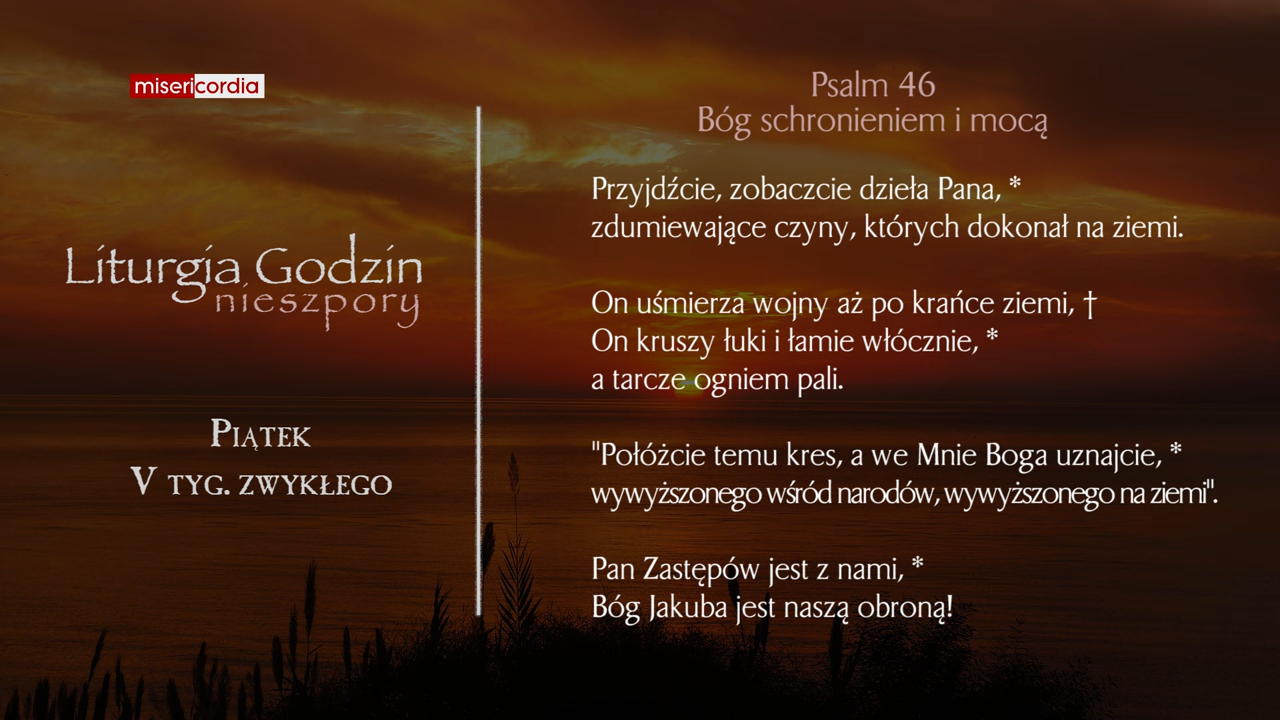 misericordia
Liturgia Godzin
nieszpory
Piątek
V tyg. zwykłego
Psalm 46
Bóg schronieniem i mocą
Przyjdźcie, zobaczcie dzieła Pana, *
zdumiewające czyny, których dokonał na ziemi.
On uśmierza wojny aż po krańce ziemi, †
On kruszy łuki i łamie włócznie, *
a tarcze ogniem pali.
"Połóżcie temu kres, a we Mnie Boga uznajcie, *
wywyższonego wśród narodów, wywyższonego na ziemi".
Pan Zastępów jest z nami, *
Bóg Jakuba jest naszą obroną!